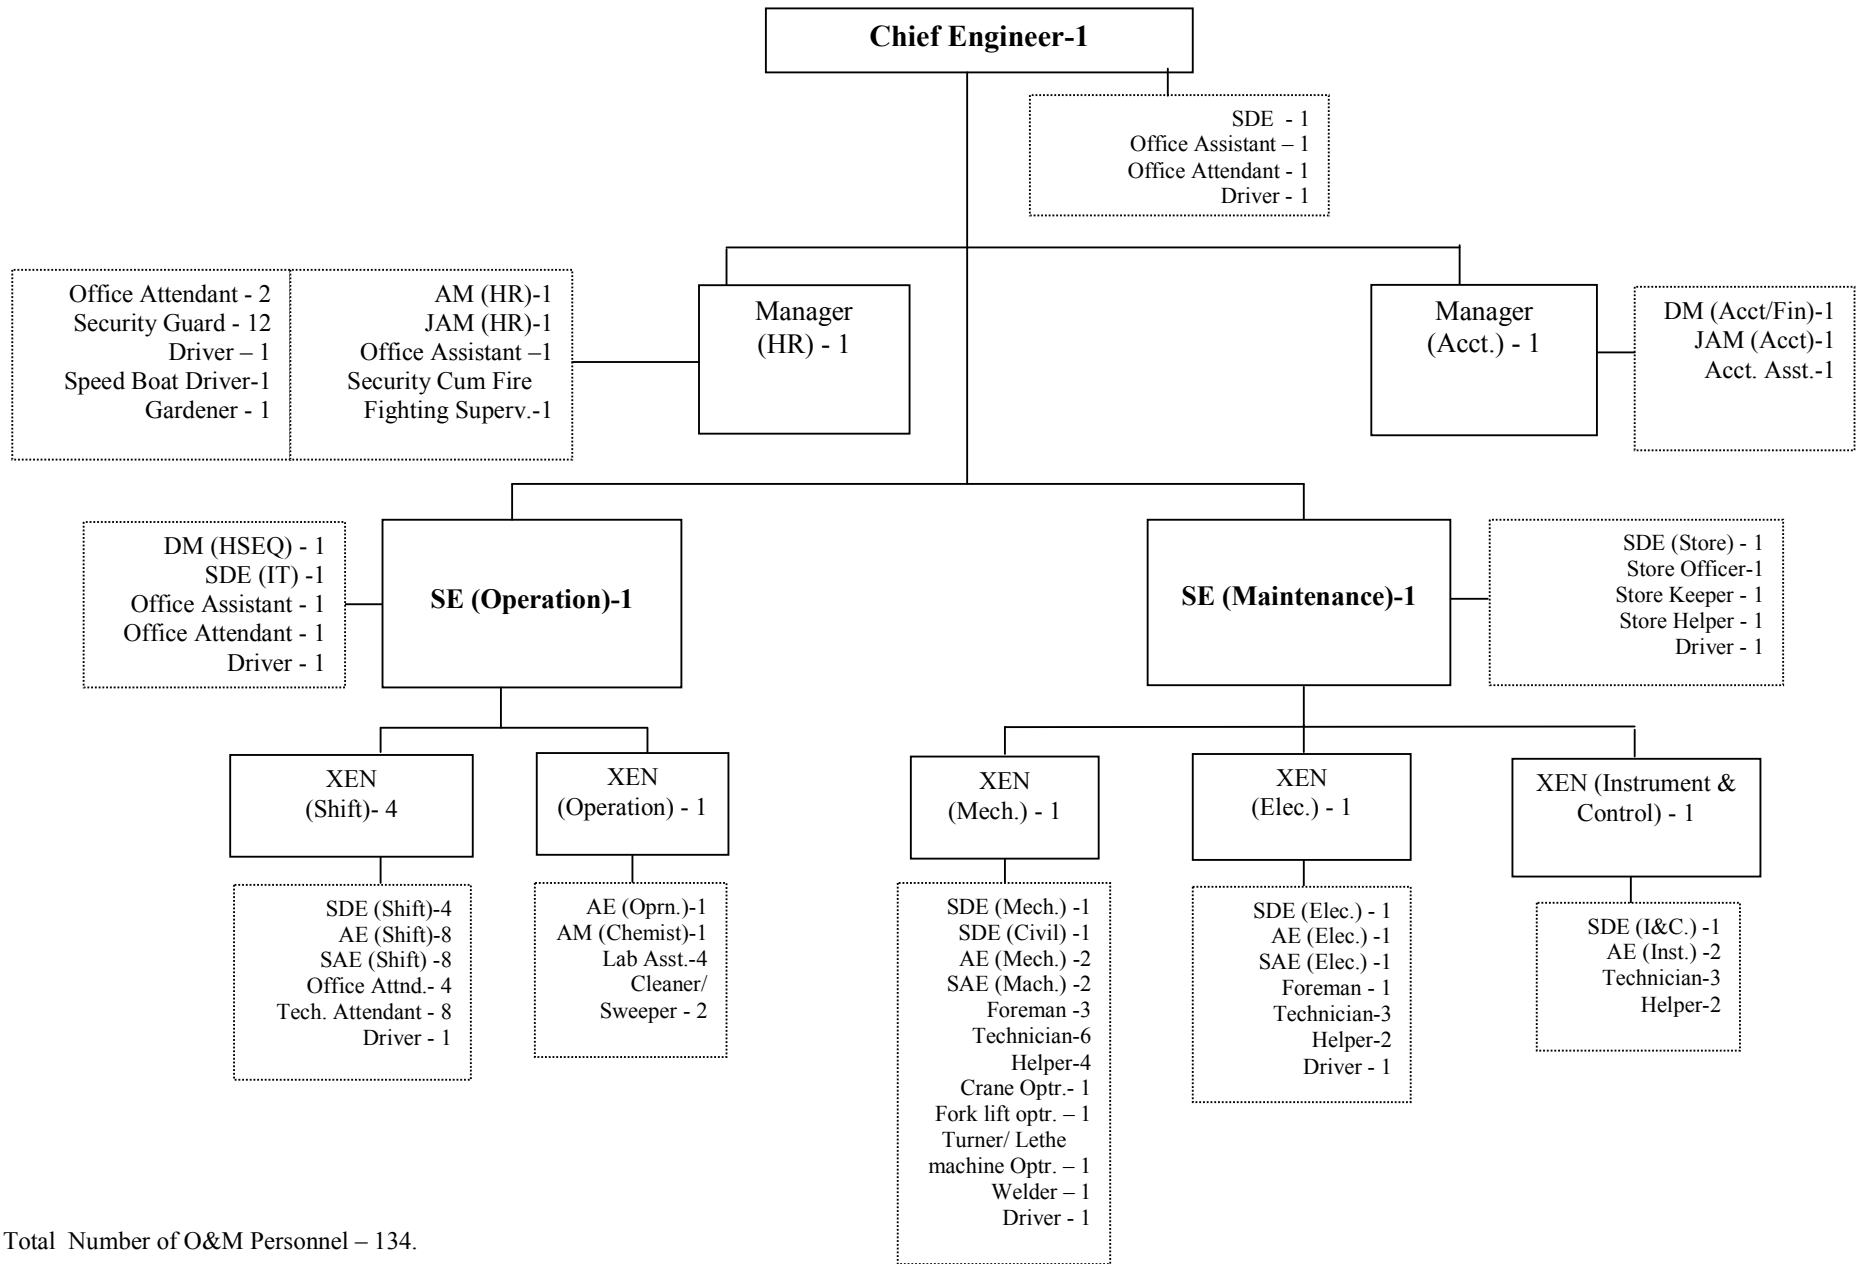 Chief Engineer-1
SDE - 1
Office Assistant – 1
Office Attendant - 1
Driver - 1
Office Attendant - 2
Security Guard - 12
Driver – 1
Speed Boat Driver-1
Gardener - 1
AM (HR)-1
JAM (HR)-1
Office Assistant –1
Security Cum Fire
Fighting Superv.-1
Manager
(HR) - 1
Manager
(Acct.) - 1
DM (Acct/Fin)-1
JAM (Acct)-1
Acct. Asst.-1
DM (HSEQ) - 1
SDE (IT) -1
Office Assistant - 1
Office Attendant - 1
Driver - 1
SE (Operation)-1
SE (Maintenance)-1
SDE (Store) - 1
Store Officer-1
Store Keeper - 1
Store Helper - 1
Driver - 1
XEN
(Shift)- 4
XEN
(Operation) - 1
XEN
(Mech.) - 1
XEN
(Elec.) - 1
XEN (Instrument &
Control) - 1
SDE (Shift)-4
AE (Shift)-8
SAE (Shift) -8
Office Attnd.- 4
Tech. Attendant - 8
Driver - 1
AE (Oprn.)-1
AM (Chemist)-1
Lab Asst.-4
Cleaner/
Sweeper - 2
SDE (Mech.) -1
SDE (Civil) -1
AE (Mech.) -2
SAE (Mach.) -2
Foreman -3
Technician-6
Helper-4
Crane Optr.- 1
Fork lift optr. – 1
Turner/ Lethe
machine Optr. – 1
Welder – 1
Driver - 1
SDE (Elec.) - 1
AE (Elec.) -1
SAE (Elec.) -1
Foreman - 1
Technician-3
Helper-2
Driver - 1
SDE (I&C.) -1
AE (Inst.) -2
Technician-3
Helper-2
Total Number of O&M Personnel – 134.